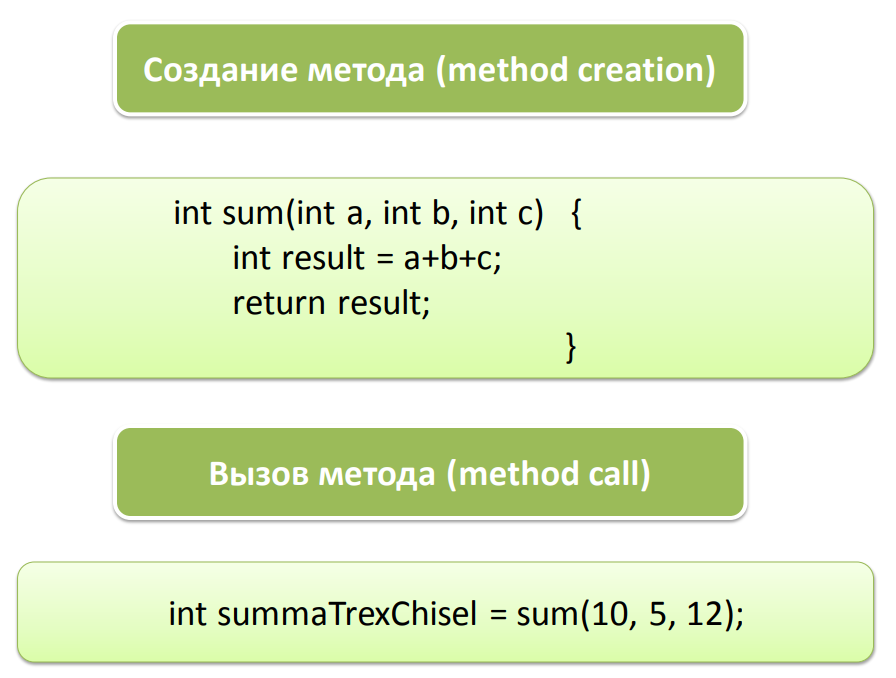 Создание метода (method creation)
int sum(int a, int b, int c) {
int result = a+b+c;
return result;
}
Вызов метода (method call)
int summaTrexChisel = sum(10, 5, 12);